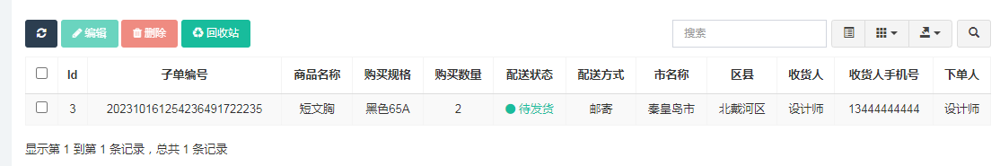 编辑 删除 回收站 搜索
Id 子单编号 商品名称 购买规格 购买数量 配送状态 配送方式 市名称 区县 收货人 收货人手机号 下单人
3 202310161254236491722235 短文胸 黑色65A 2 待发货 邮寄 秦皇岛市 北戴河区 设计师 13444444444 设计师
显示第 1 到第 1 条记录，总共 1 条记录